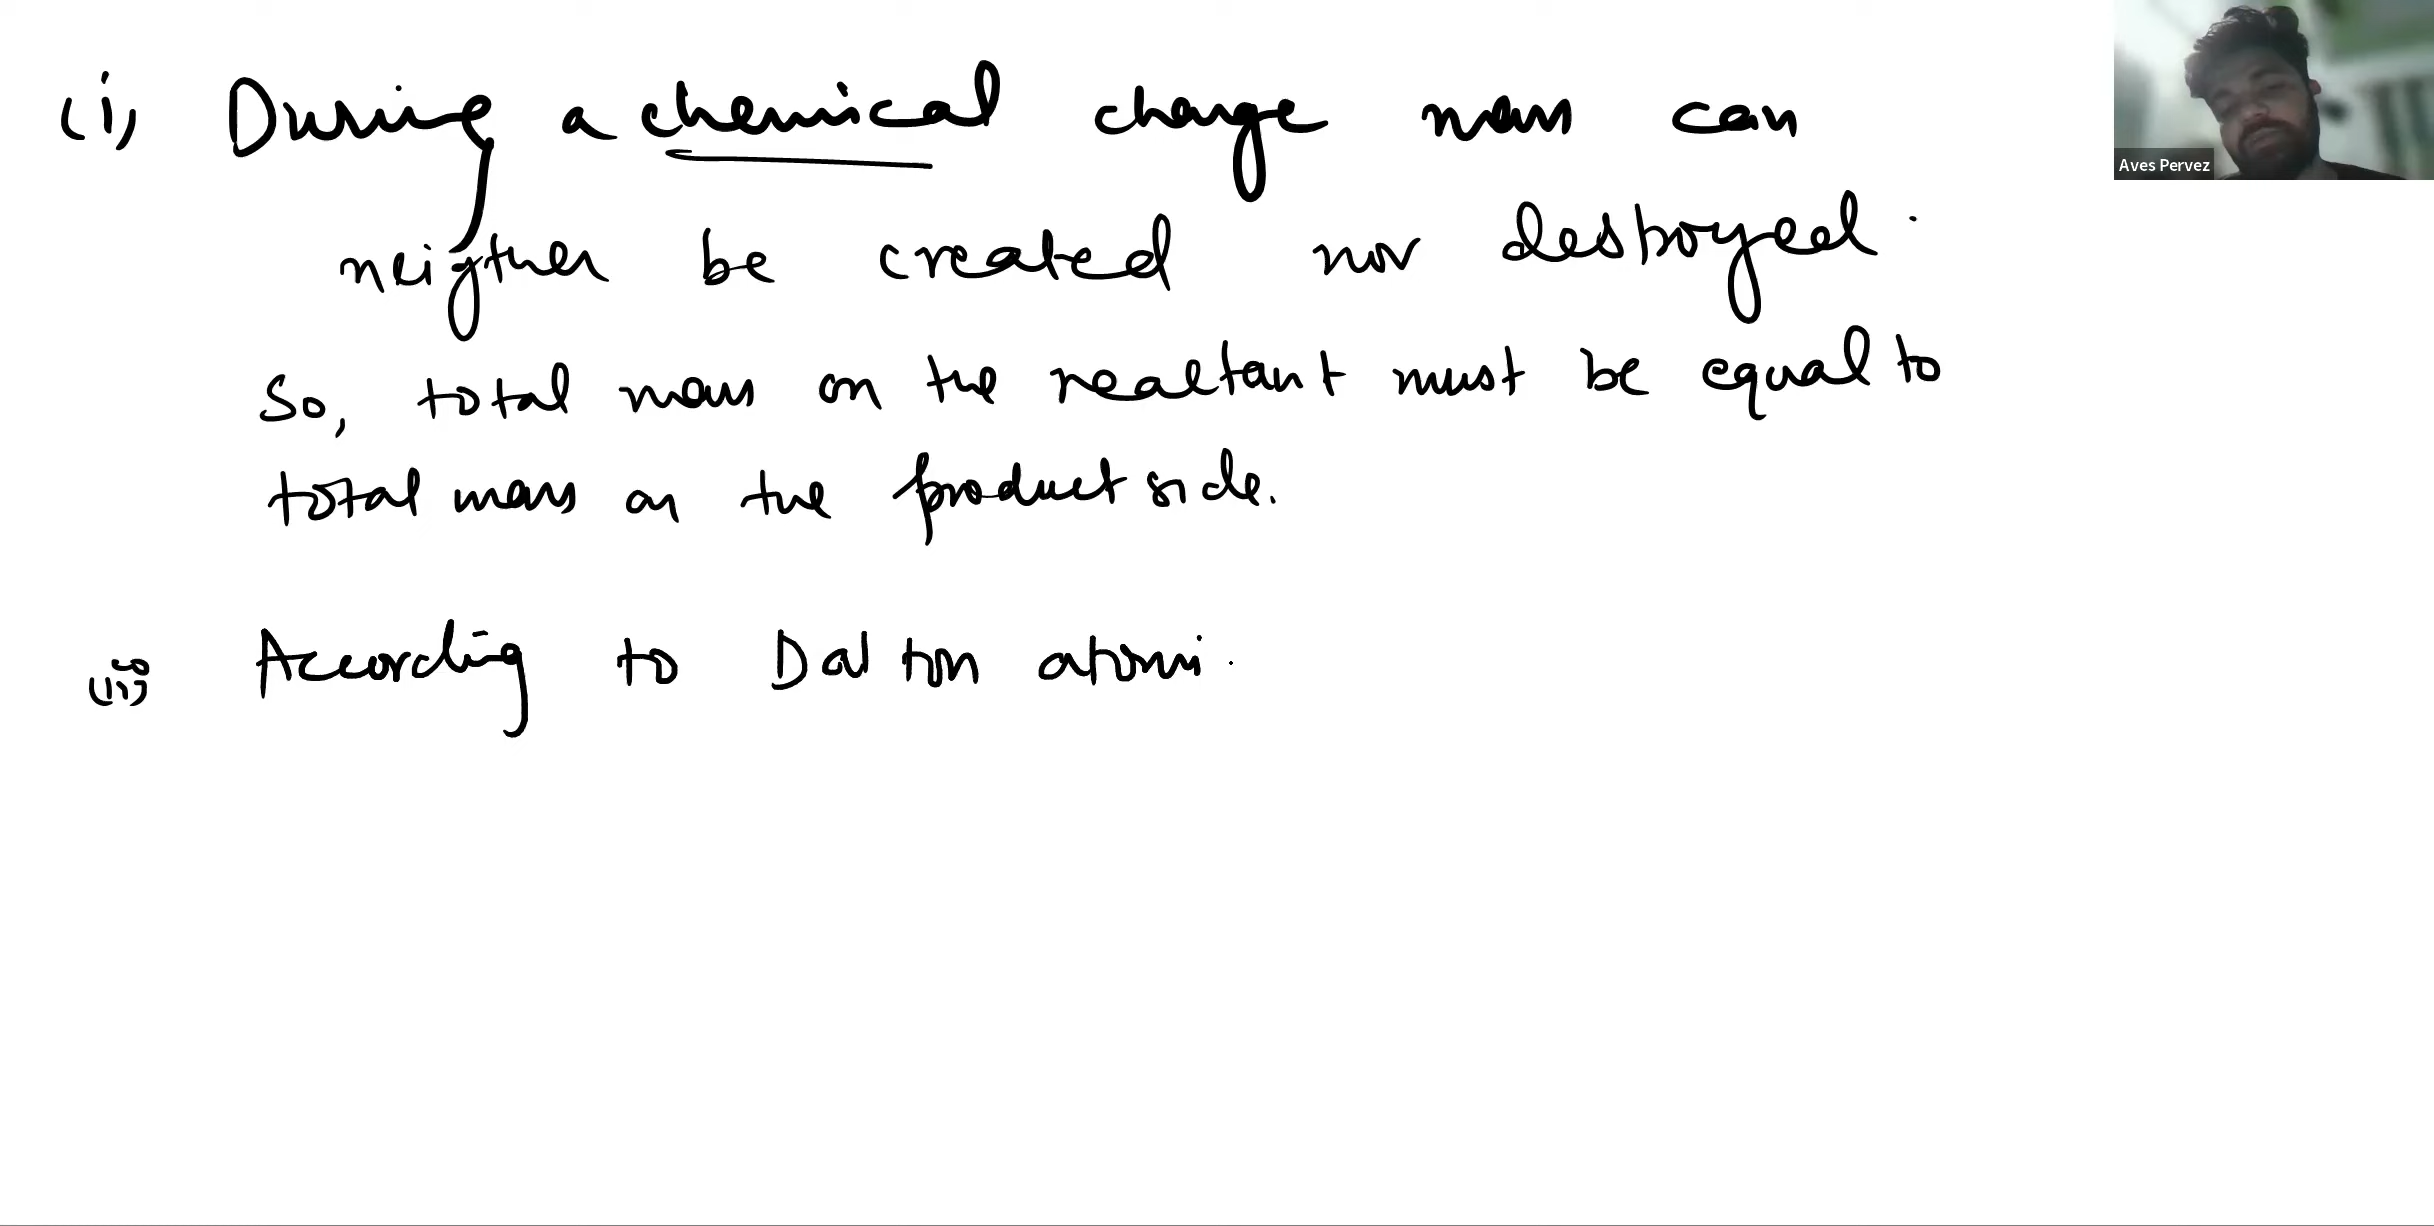 (i) During a chemical change mass can
Aves Pervez
neigther be created nor destroyed.
So, total mass on the reactant must be equal to
total mass on the product side.
(ii) According to Dalton atomi.